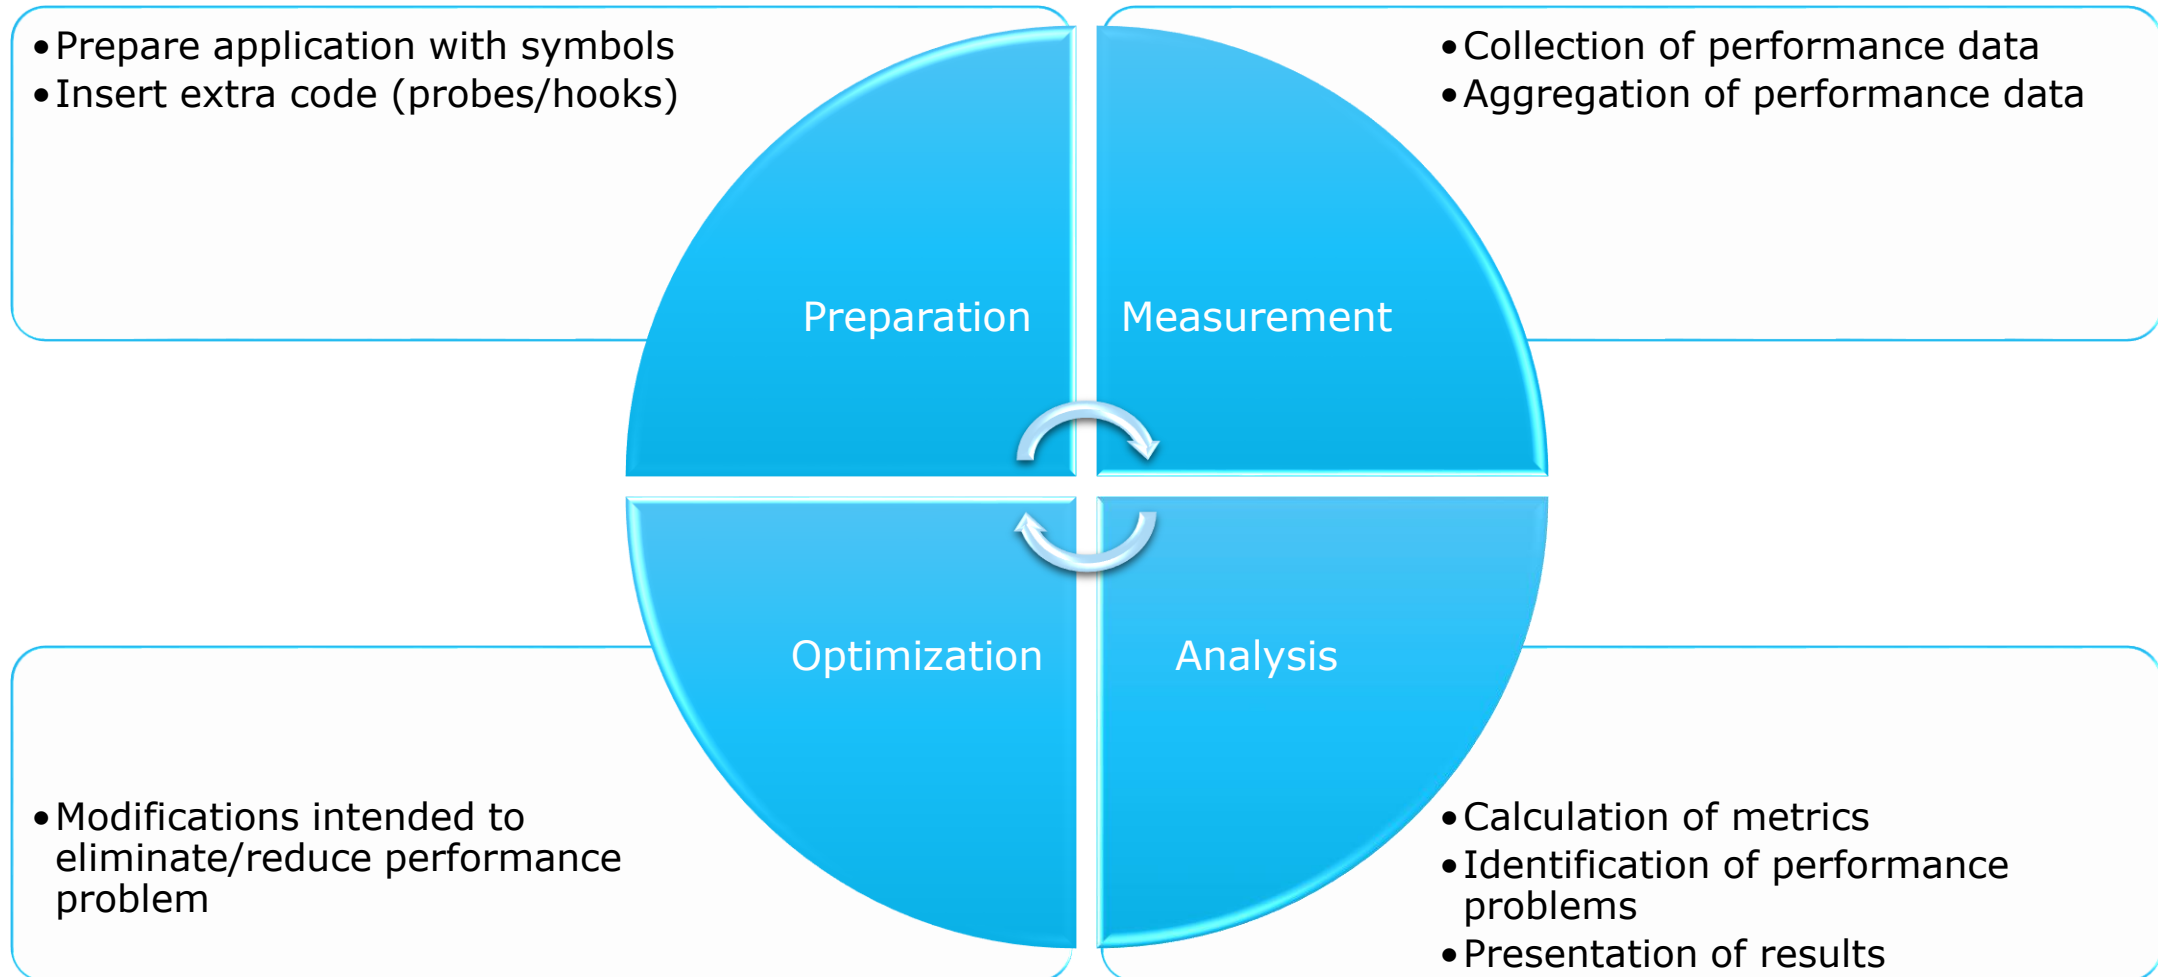 •Prepare application with symbols
•Insert extra code (probes/hooks)
•Collection of performance data
•Aggregation of performance data
Preparation
Measurement
Optimization
Analysis
•Modifications intended to
eliminate/reduce performance
problem
•Calculation of metrics
•Identification of performance
problems
•Presentation of results